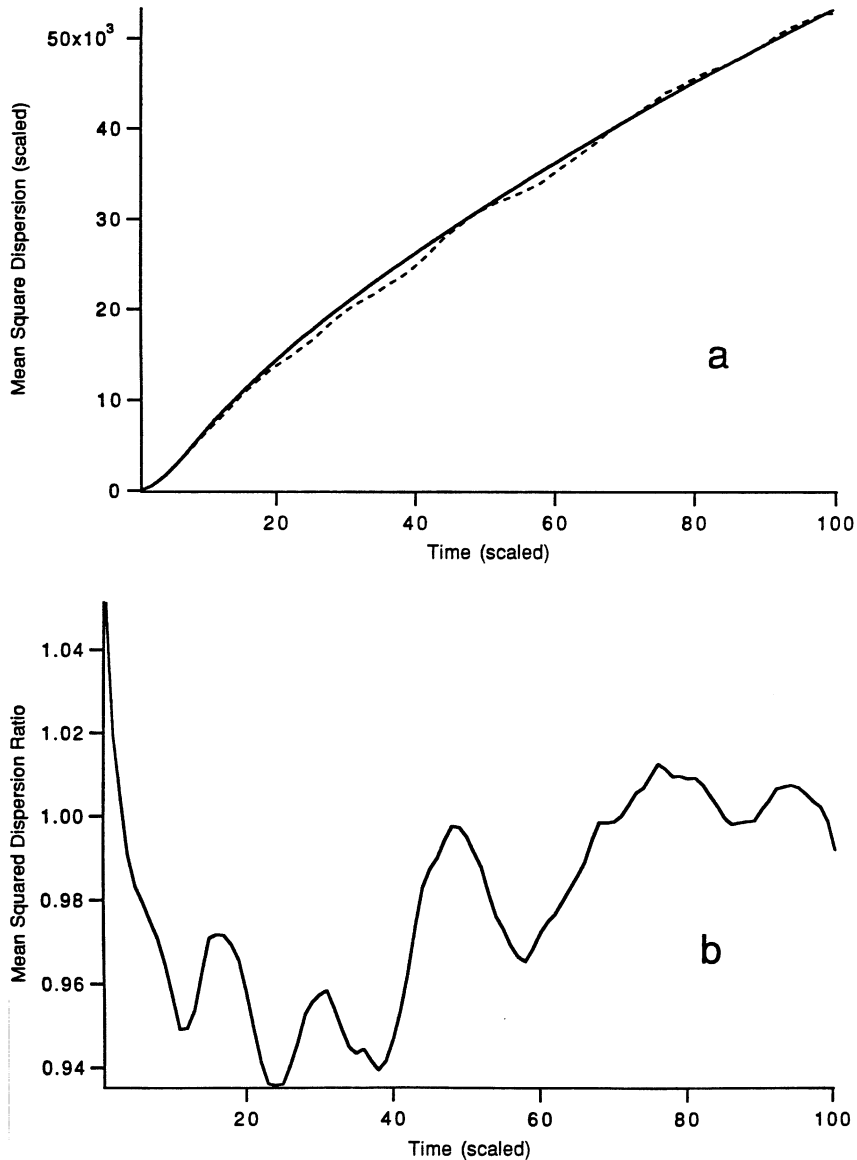 50x10³
40
30
20
10
0
Mean Square Dispersion (scaled)
20 40 60 80 100
Time (scaled)
a
1.04
1.02
1.00
0.98
0.96
0.94
Mean Squared Dispersion Ratio
20 40 60 80 100
Time (scaled)
b